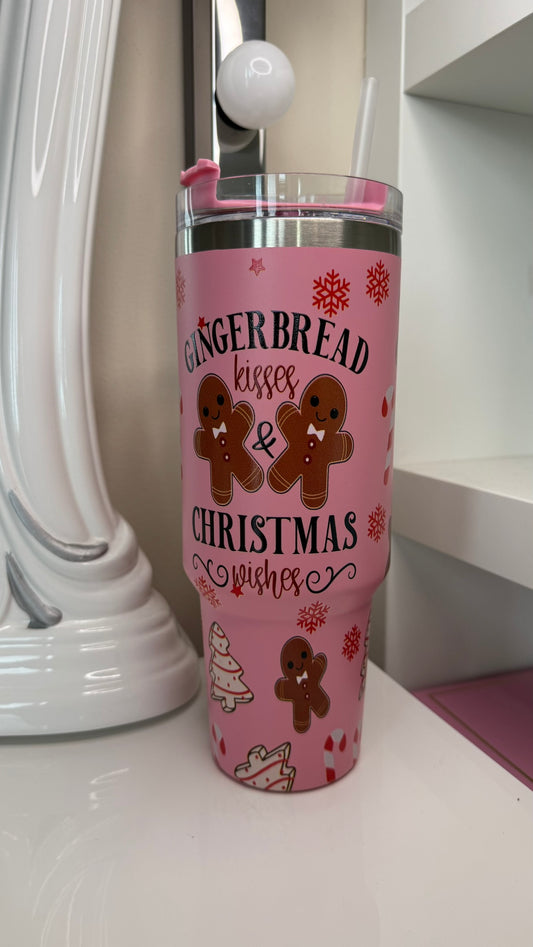 GINGERBREAD
kisses
&
CHRISTMAS
wishes